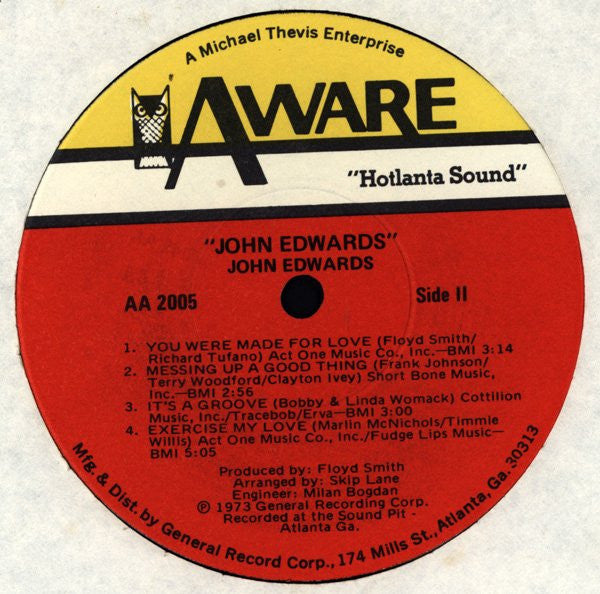 A Michael Thevis Enterprise
AWARE
"Hotlanta Sound"
"JOHN EDWARDS"
JOHN EDWARDS
AA 2005
Side II
1. YOU WERE MADE FOR LOVE (Floyd Smith/
Richard Tufano) Act One Music Co., Inc.—BMI 3:14
2. MESSING UP A GOOD THING (Frank Johnson/
Terry Woodford/Clayton Ivey) Short Bone Music,
Inc.—BMI 2:56
3. IT'S A GROOVE (Bobby & Linda Womack) Cotillion
Music, Inc./Tracebob/Erva—BMI 3:00
4. EXERCISE MY LOVE (Marlin McNichols/Timmie
Willis) Act One Music Co., Inc./Fudge Lips Music—
BMI 5:05
Produced by: Floyd Smith
Arranged by: Skip Lane
Engineer: Milan Bogdan
℗ 1973 General Recording Corp.
Recorded at the Sound Pit -
Atlanta Ga.
Mfg. & Dist. by General Record Corp., 174 Mills St., Atlanta, Ga. 30313